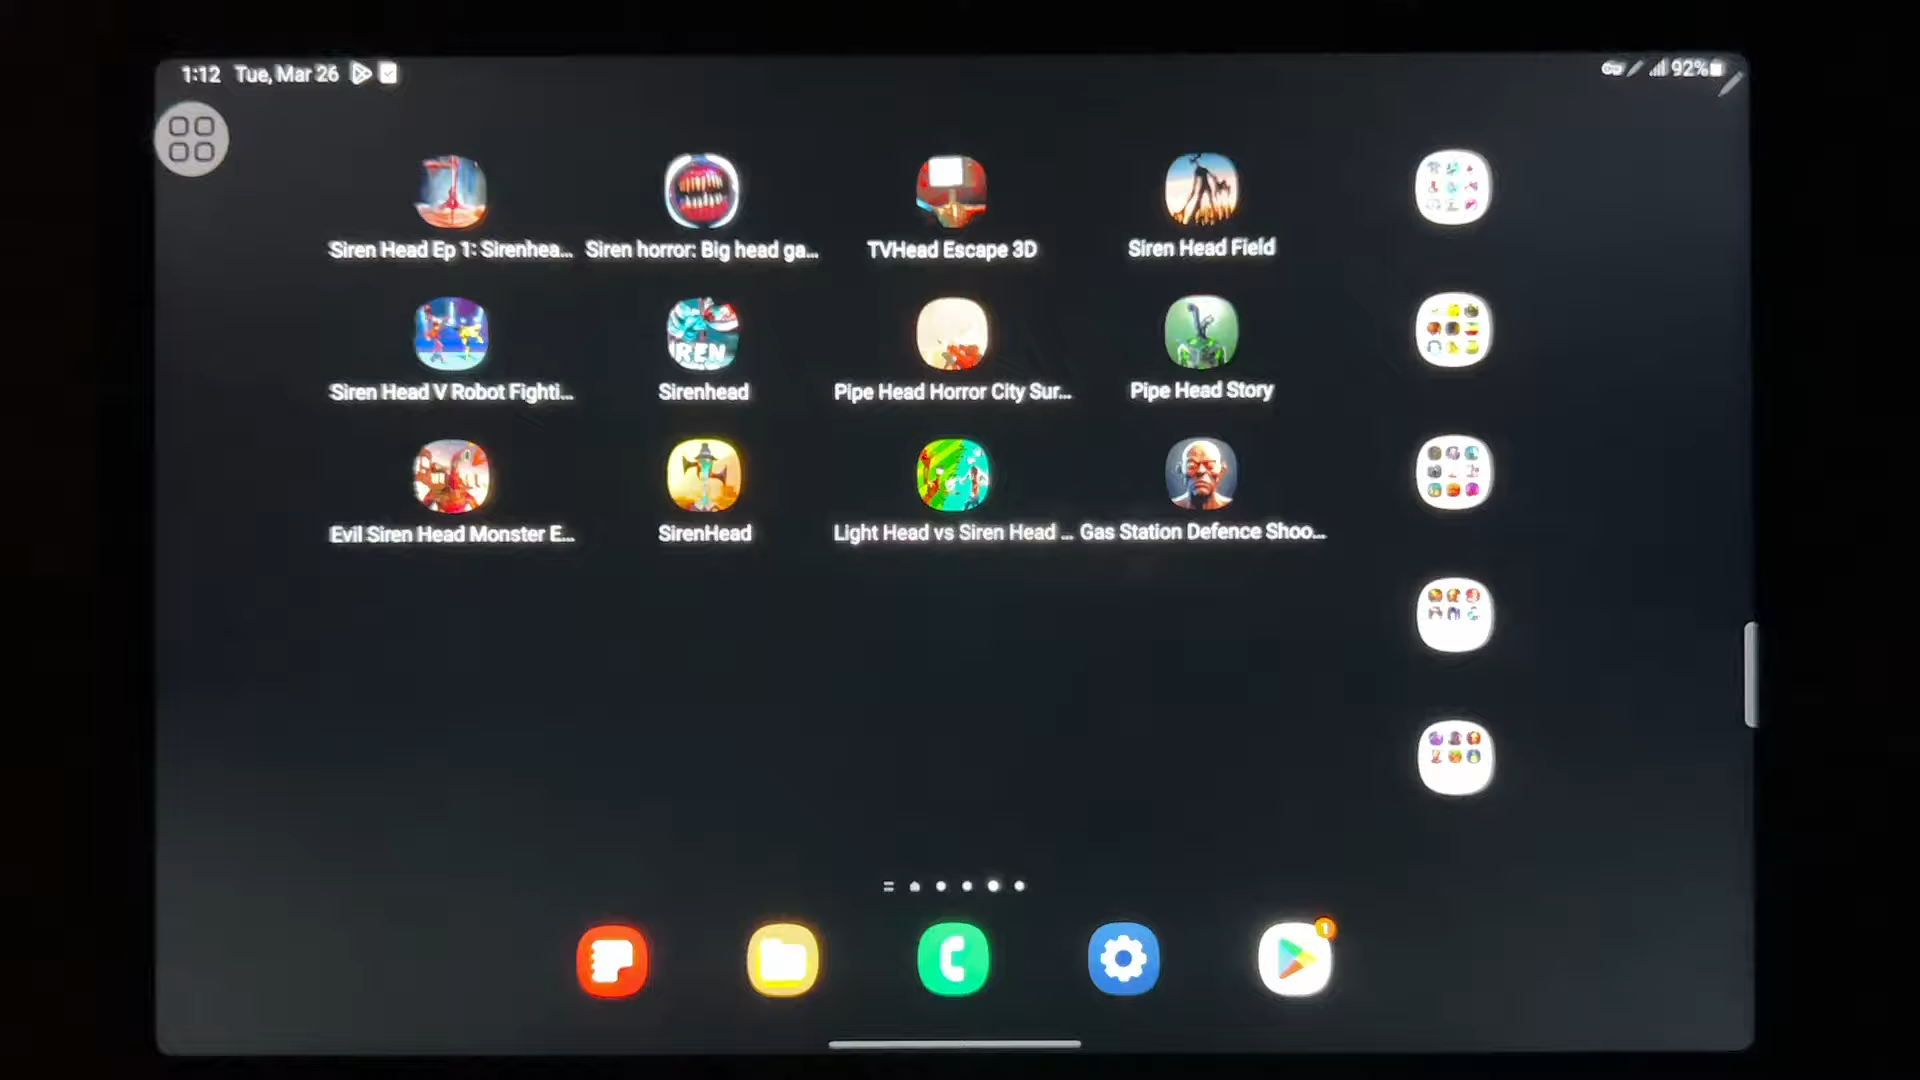 1:12 Tue, Mar 26
92%
Siren Head Ep 1: Sirenhea...
Siren horror: Big head ga...
TVHead Escape 3D
Siren Head Field
Siren Head V Robot Fighti...
Sirenhead
Pipe Head Horror City Sur...
Pipe Head Story
REN
Evil Siren Head Monster E...
SirenHead
Light Head vs Siren Head ...
Gas Station Defence Shoo...
1